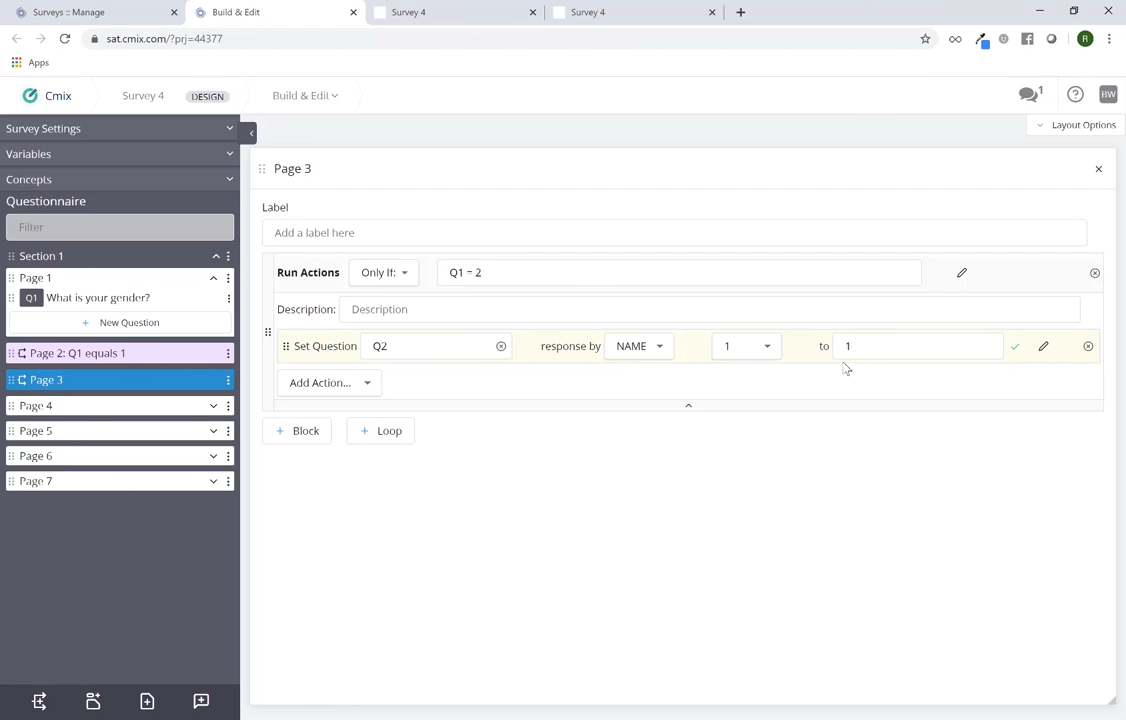 Surveys :: Manage
Build & Edit
Survey 4
Survey 4
sat.cmix.com/?prj=44377
R
Apps
Cmix
Survey 4
DESIGN
Build & Edit
1
BW
Layout Options
Survey Settings
Variables
Concepts
Questionnaire
Filter
Section 1
Page 1
Q1 What is your gender?
+ New Question
Page 2: Q1 equals 1
Page 3
Page 4
Page 5
Page 6
Page 7
Page 3
Label
Add a label here
Run Actions Only If: Q1 = 2
Description: Description
Set Question Q2 response by NAME 1 to 1
Add Action...
+ Block + Loop